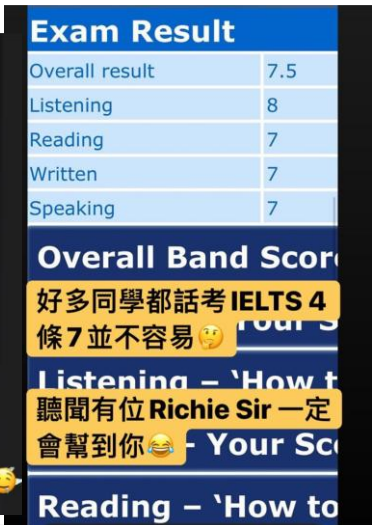 Exam Result
Overall result 7.5
Listening 8
Reading 7
Written 7
Speaking 7
Overall Band Scor
好多同學都話考IELTS 4
條7並不容易🤔
Your S
Listening – ‘How t
聽聞有位Richie Sir 一定
會幫到你😂 - Your Sc
Reading – ‘How to